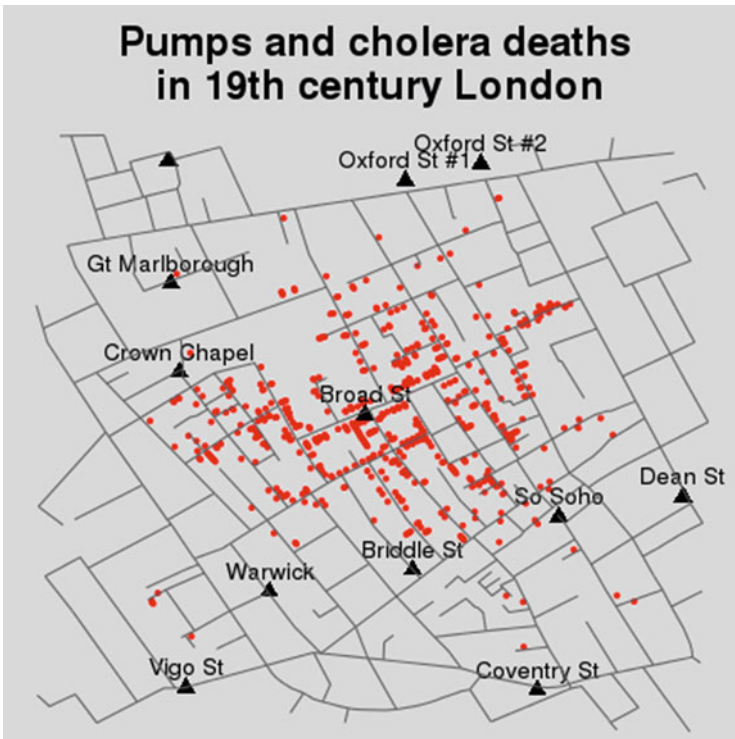 Pumps and cholera deaths
in 19th century London
Oxford St #2
Oxford St #1
Gt Marlborough
Crown Chapel
Broad St
Dean St
So Soho
Briddle St
Warwick
Vigo St
Coventry St